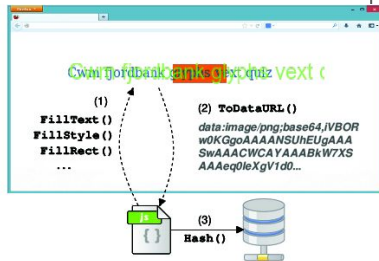 Cwm fjordbank glyphs vext quiz
(1)
FillText()
FillStyle()
FillRect()
...
(2) ToDataURL()
data:image/png;base64,iVBOR
w0KGgoAAAANSUhEUgAAA
SwAAACWCAYAAABkW7XS
AAAeq0leXgV1d0...
js
{ }
(3)
Hash()